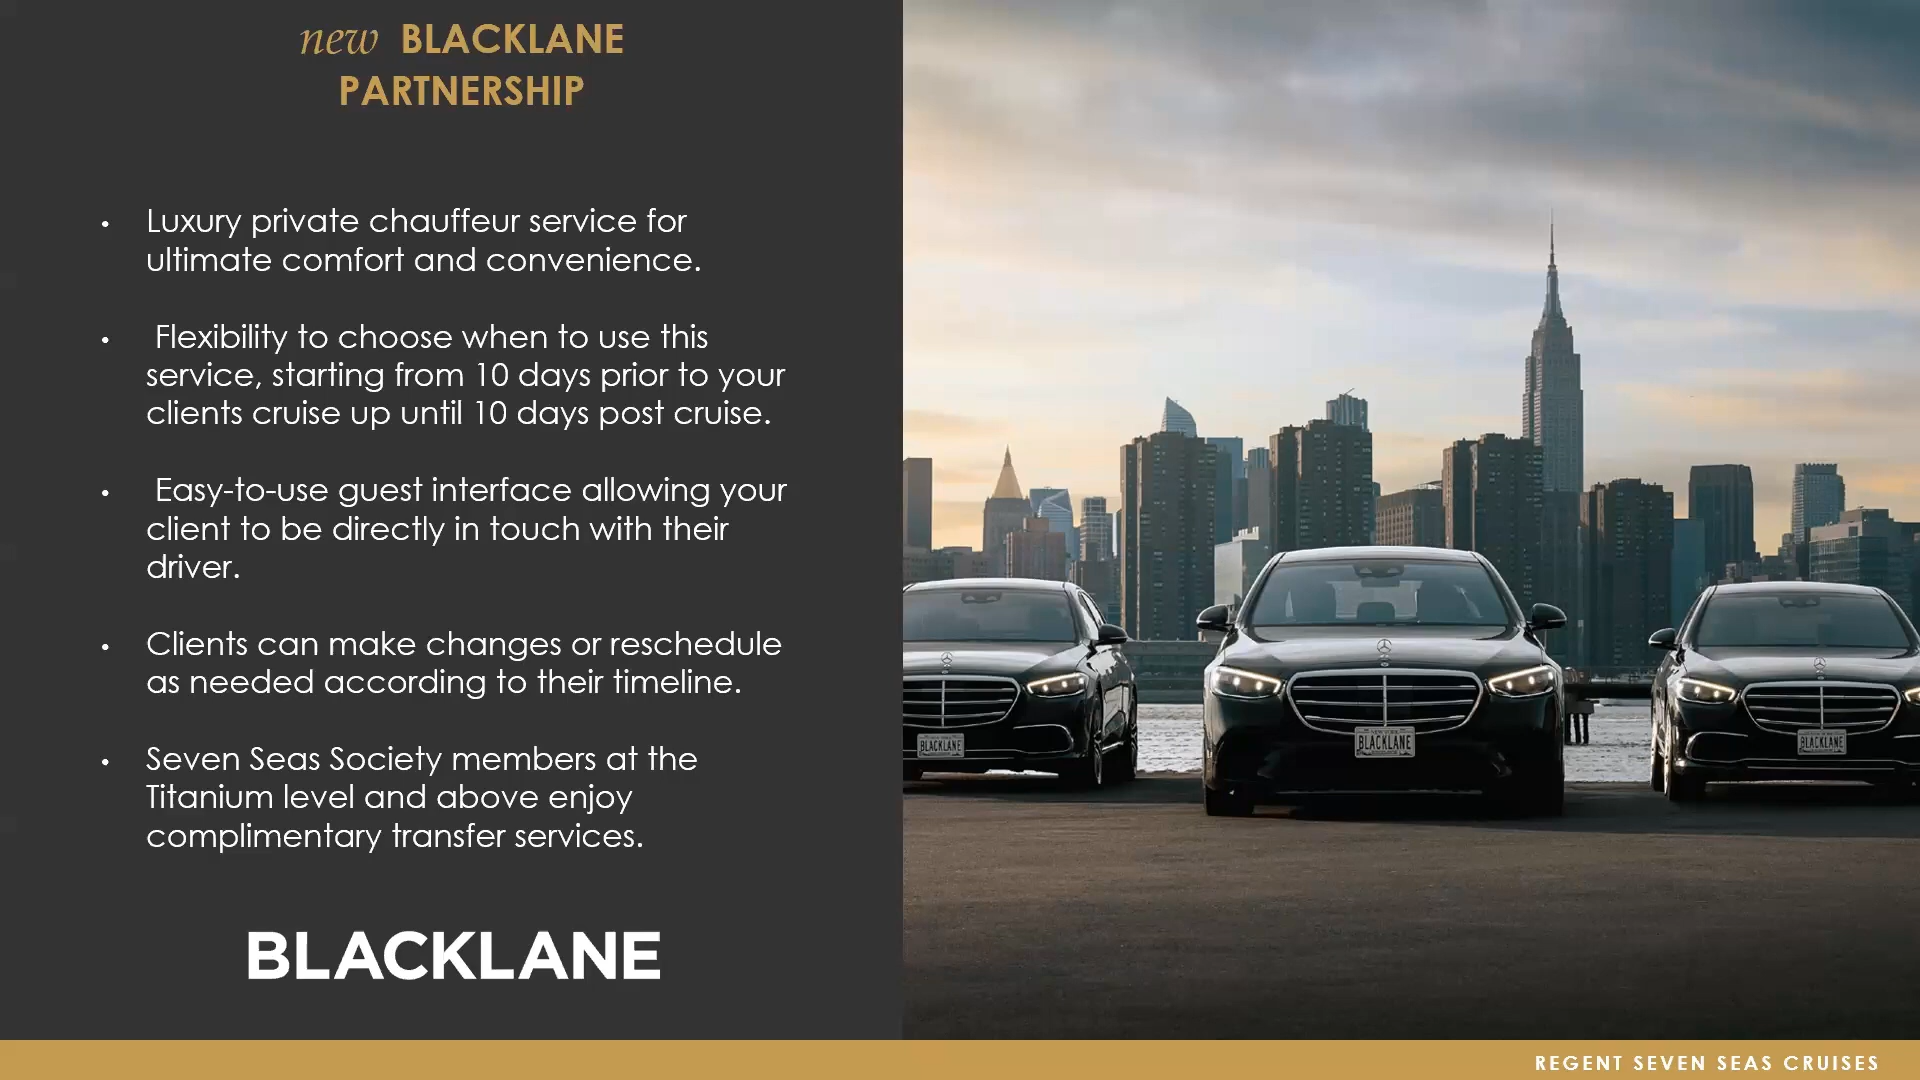 new BLACKLANE
PARTNERSHIP
• Luxury private chauffeur service for
ultimate comfort and convenience.
• Flexibility to choose when to use this
service, starting from 10 days prior to your
clients cruise up until 10 days post cruise.
• Easy-to-use guest interface allowing your
client to be directly in touch with their
driver.
• Clients can make changes or reschedule
as needed according to their timeline.
• Seven Seas Society members at the
Titanium level and above enjoy
complimentary transfer services.
BLACKLANE
BLACKLANE
BLACKLANE
BLACKLANE
REGENT SEVEN SEAS CRUISES